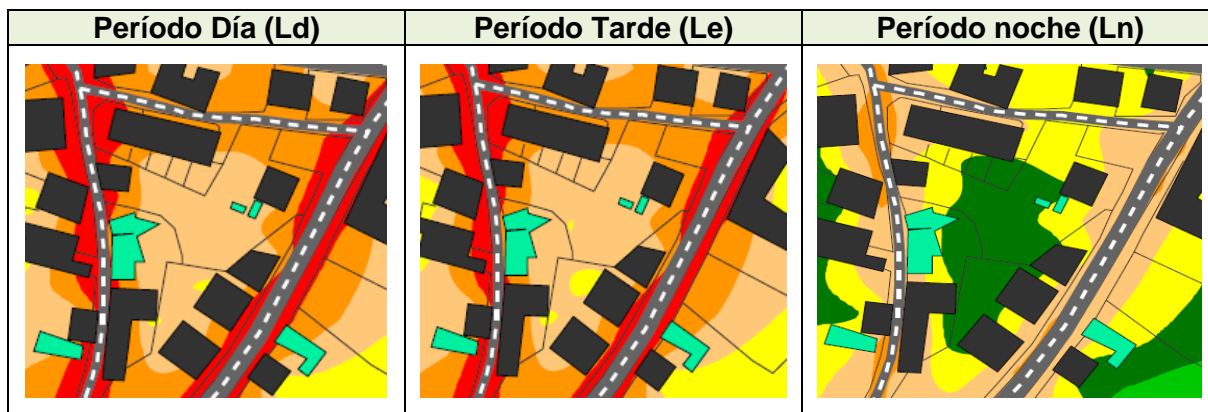 Período Día (Ld)
Período Tarde (Le)
Período noche (Ln)